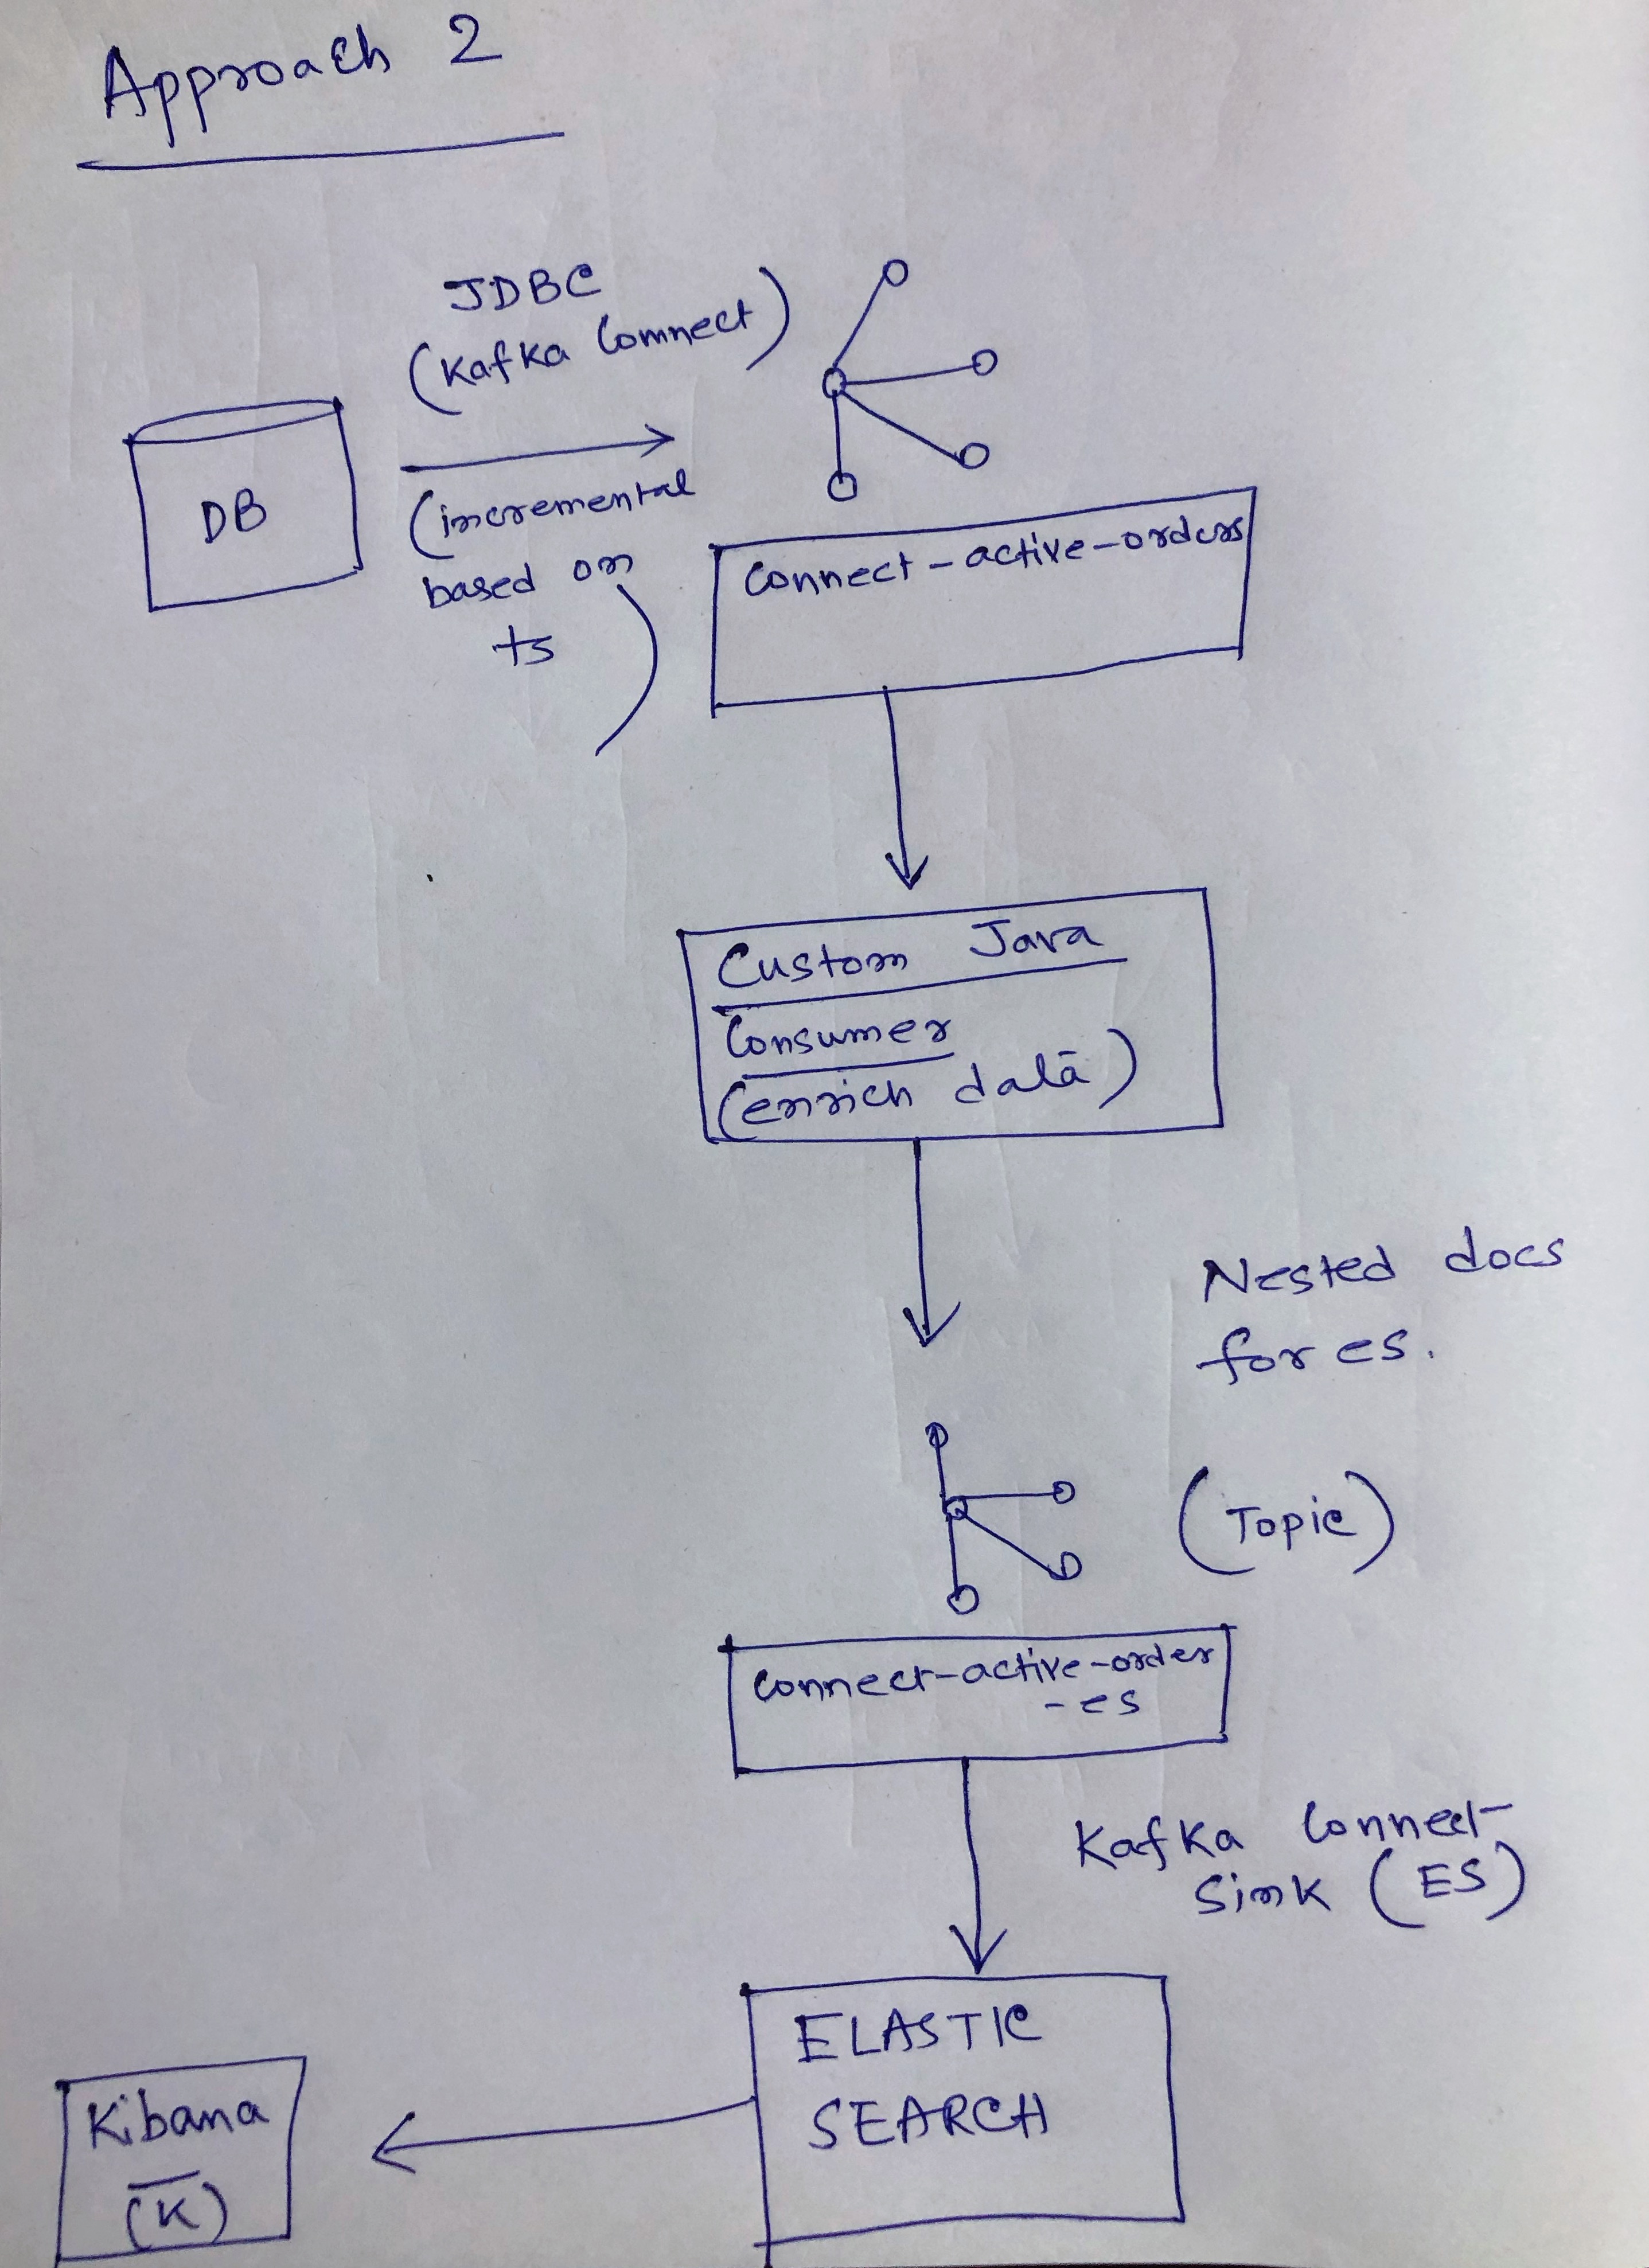 Approach 2
JDBC
(Kafka Connect)
DB
(incremental
based on
ts)
connect-active-orders
Custom Java
Consumer
(enrich data)
Nested docs
for es.
(Topic)
connect-active-order
-es
Kafka Connect
Sink (ES)
ELASTIC
SEARCH
Kibana
(K)